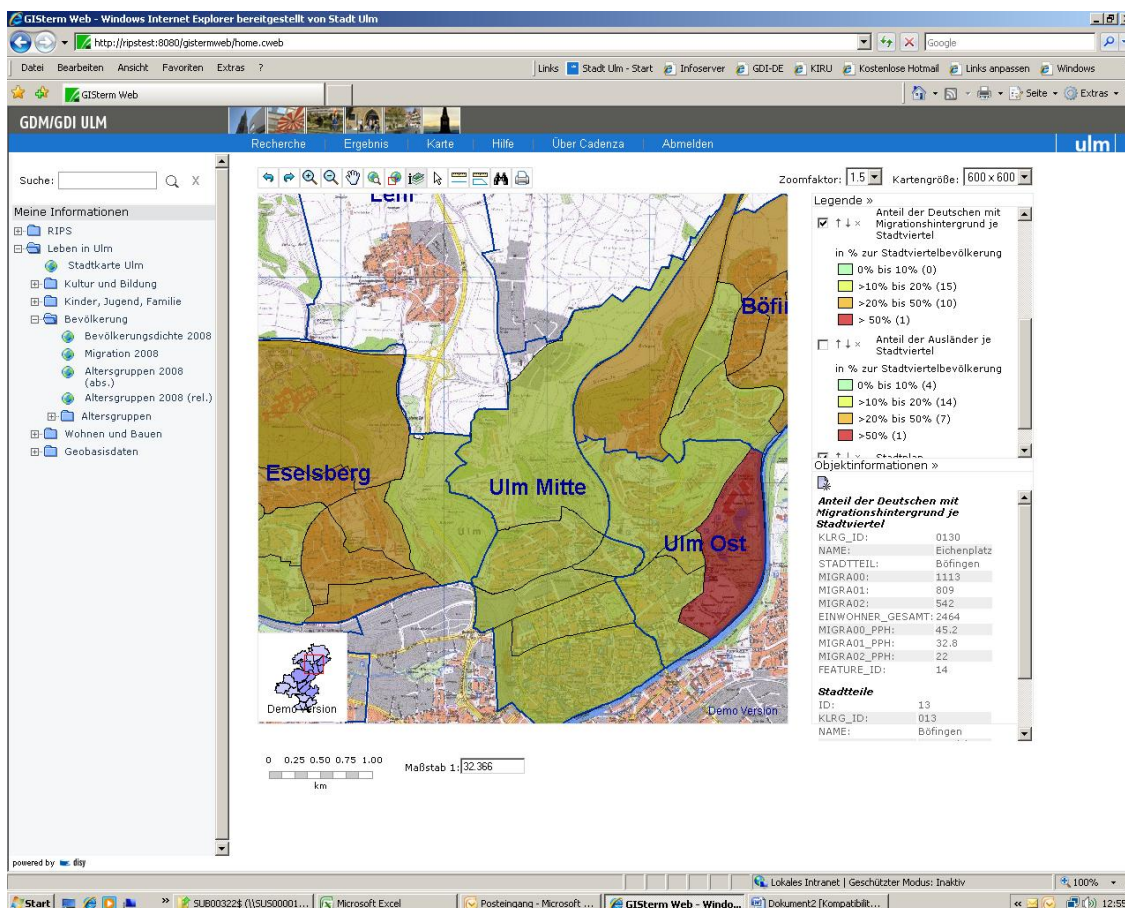 GISterm Web - Windows Internet Explorer bereitgestellt von Stadt Ulm
http://ripstest:8080/gistermweb/home.cweb
Google
Datei Bearbeiten Ansicht Favoriten Extras ?
Links Stadt Ulm - Start Infoserver GDI-DE KIRU Kostenlose Hotmail Links anpassen Windows
GISterm Web
Seite Extras
GDM/GDI ULM
Recherche Ergebnis Karte Hilfe Über Cadenza Abmelden
ulm
Suche: X
Meine Informationen
RIPS
Leben in Ulm
Stadtkarte Ulm
Kultur und Bildung
Kinder, Jugend, Familie
Bevölkerung
Bevölkerungsdichte 2008
Migration 2008
Altersgruppen 2008
(abs.)
Altersgruppen 2008 (rel.)
Altersgruppen
Wohnen und Bauen
Geobasisdaten
powered by disy
Zoomfaktor: 1.5 Kartengröße: 600 x 600
Lehr
Böfin
Eselsberg
Ulm Mitte
Ulm Ost
Demo Version
Demo Version
0 0.25 0.50 0.75 1.00
km
Maßstab 1: 32.366
Legende »
Anteil der Deutschen mit
Migrationshintergrund je
Stadtviertel
in % zur Stadtviertelbevölkerung
0% bis 10% (0)
>10% bis 20% (15)
>20% bis 50% (10)
> 50% (1)
Anteil der Ausländer je
Stadtviertel
in % zur Stadtviertelbevölkerung
0% bis 10% (4)
>10% bis 20% (14)
>20% bis 50% (7)
>50% (1)
Stadtplan
Objektinformationen »
Anteil der Deutschen mit
Migrationshintergrund je
Stadtviertel
KLRG_ID: 0130
NAME: Eichenplatz
STADTTEIL: Böfingen
MIGRA00: 1113
MIGRA01: 809
MIGRA02: 542
EINWOHNER_GESAMT: 2464
MIGRA00_PPH: 45.2
MIGRA01_PPH: 32.8
MIGRA02_PPH: 22
FEATURE_ID: 14
Stadtteile
ID: 13
KLRG_ID: 013
NAME: Böfingen
Lokales Intranet | Geschützter Modus: Inaktiv
100%
Start » SUB00322$ (\\SUS00001... Microsoft Excel Posteingang - Microsoft ... GISterm Web - Windo... Dokument2 [Kompatibilit... « 12:55